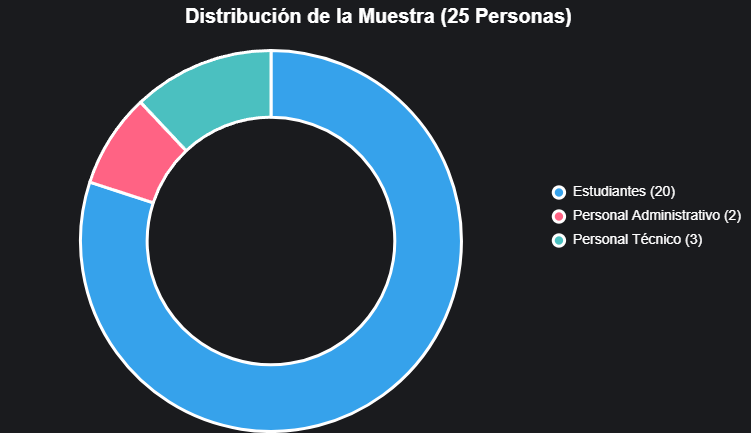 Distribución de la Muestra (25 Personas)
Estudiantes (20)
Personal Administrativo (2)
Personal Técnico (3)